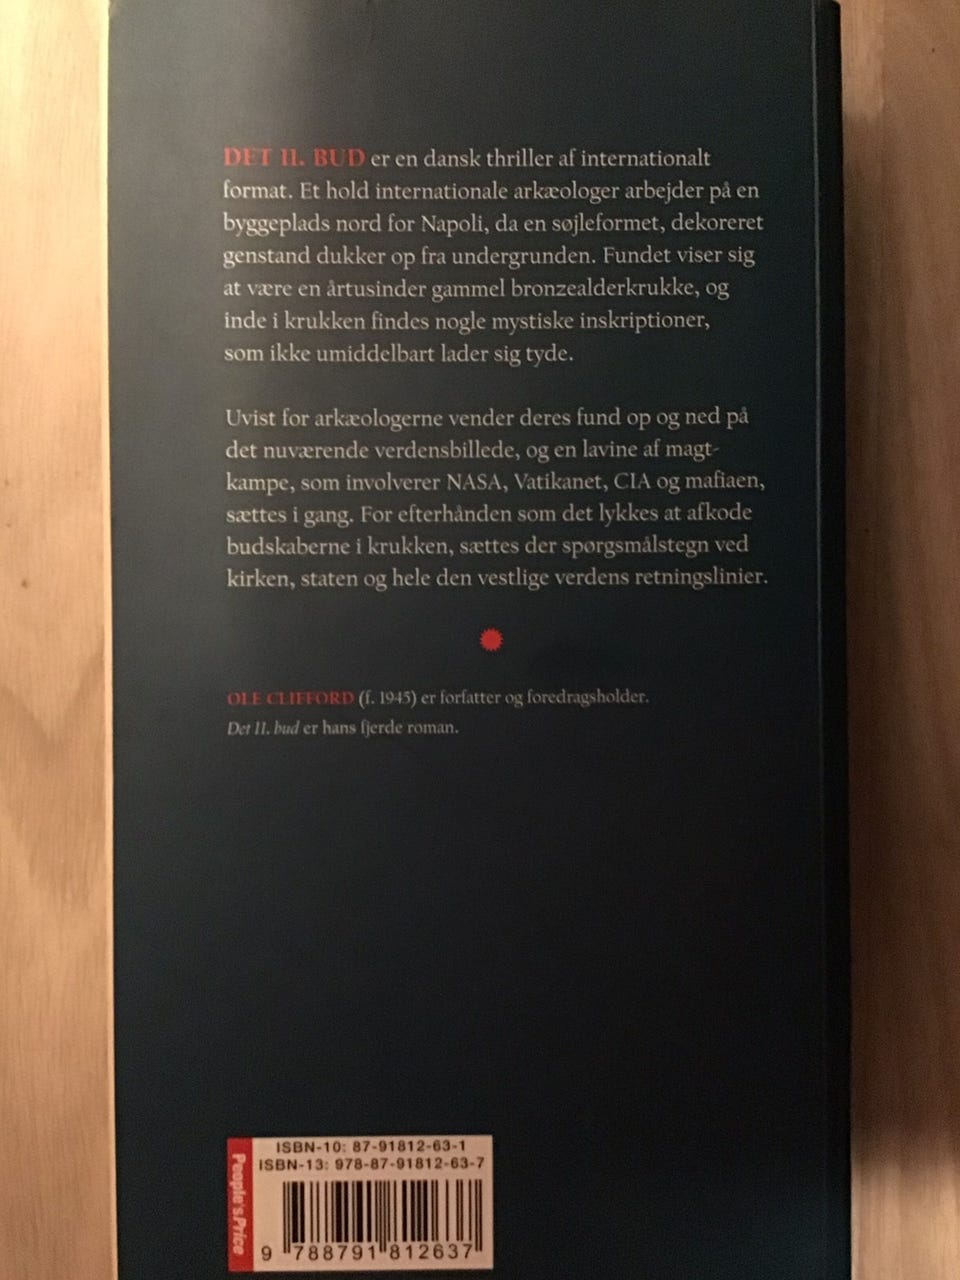 DET 11. BUD er en dansk thriller af internationalt
format. Et hold internationale arkæologer arbejder på en
byggeplads nord for Napoli, da en søjleformet, dekoreret
genstand dukker op fra undergrunden. Fundet viser sig
at være en årtusinder gammel bronzealderkrukke, og
inde i krukken findes nogle mystiske inskriptioner,
som ikke umiddelbart lader sig tyde.
Uvist for arkæologerne vender deres fund op og ned på
det nuværende verdensbillede, og en lavine af magt-
kampe, som involverer NASA, Vatikanet, CIA og mafiaen,
sættes i gang. For efterhånden som det lykkes at afkode
budskaberne i krukken, sættes der spørgsmålstegn ved
kirken, staten og hele den vestlige verdens retningslinier.
OLE CLIFFORD (f. 1945) er forfatter og foredragsholder.
Det 11. bud er hans fjerde roman.
ISBN-10: 87-91812-63-1
ISBN-13: 978-87-91812-63-7
People'sPrice
9 788791 812637